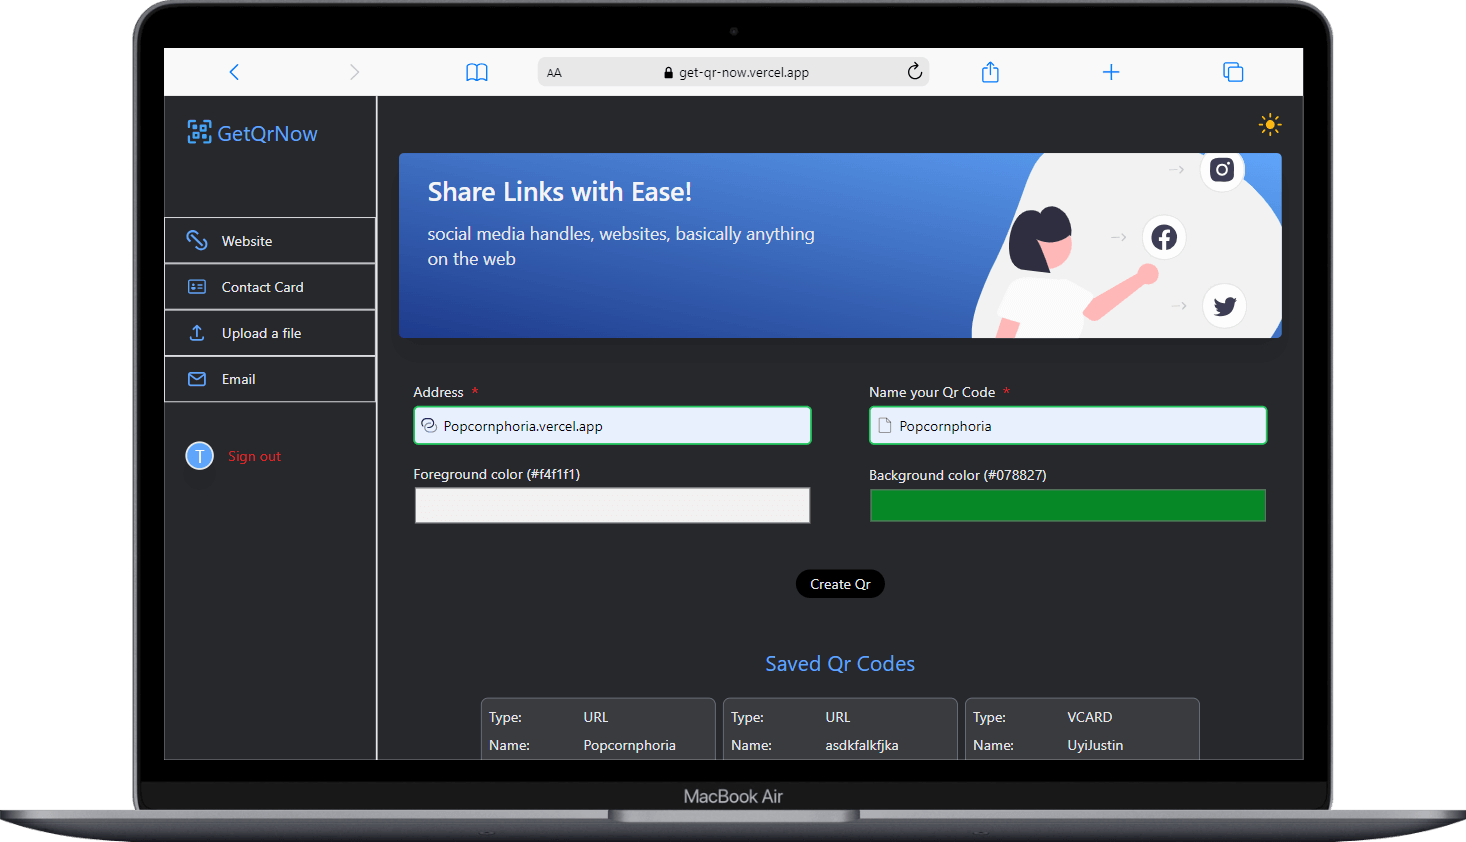 AA
get-qr-now.vercel.app
GetQrNow
Website
Contact Card
Upload a file
Email
T
Sign out
Share Links with Ease!
social media handles, websites, basically anything
on the web
Address *
Name your Qr Code *
Popcornphoria.vercel.app
Popcornphoria
Foreground color (#f4f1f1)
Background color (#078827)
Create Qr
Saved Qr Codes
Type: URL
Name: Popcornphoria
Type: URL
Name: asdkfalkfjka
Type: VCARD
Name: UyiJustin
MacBook Air